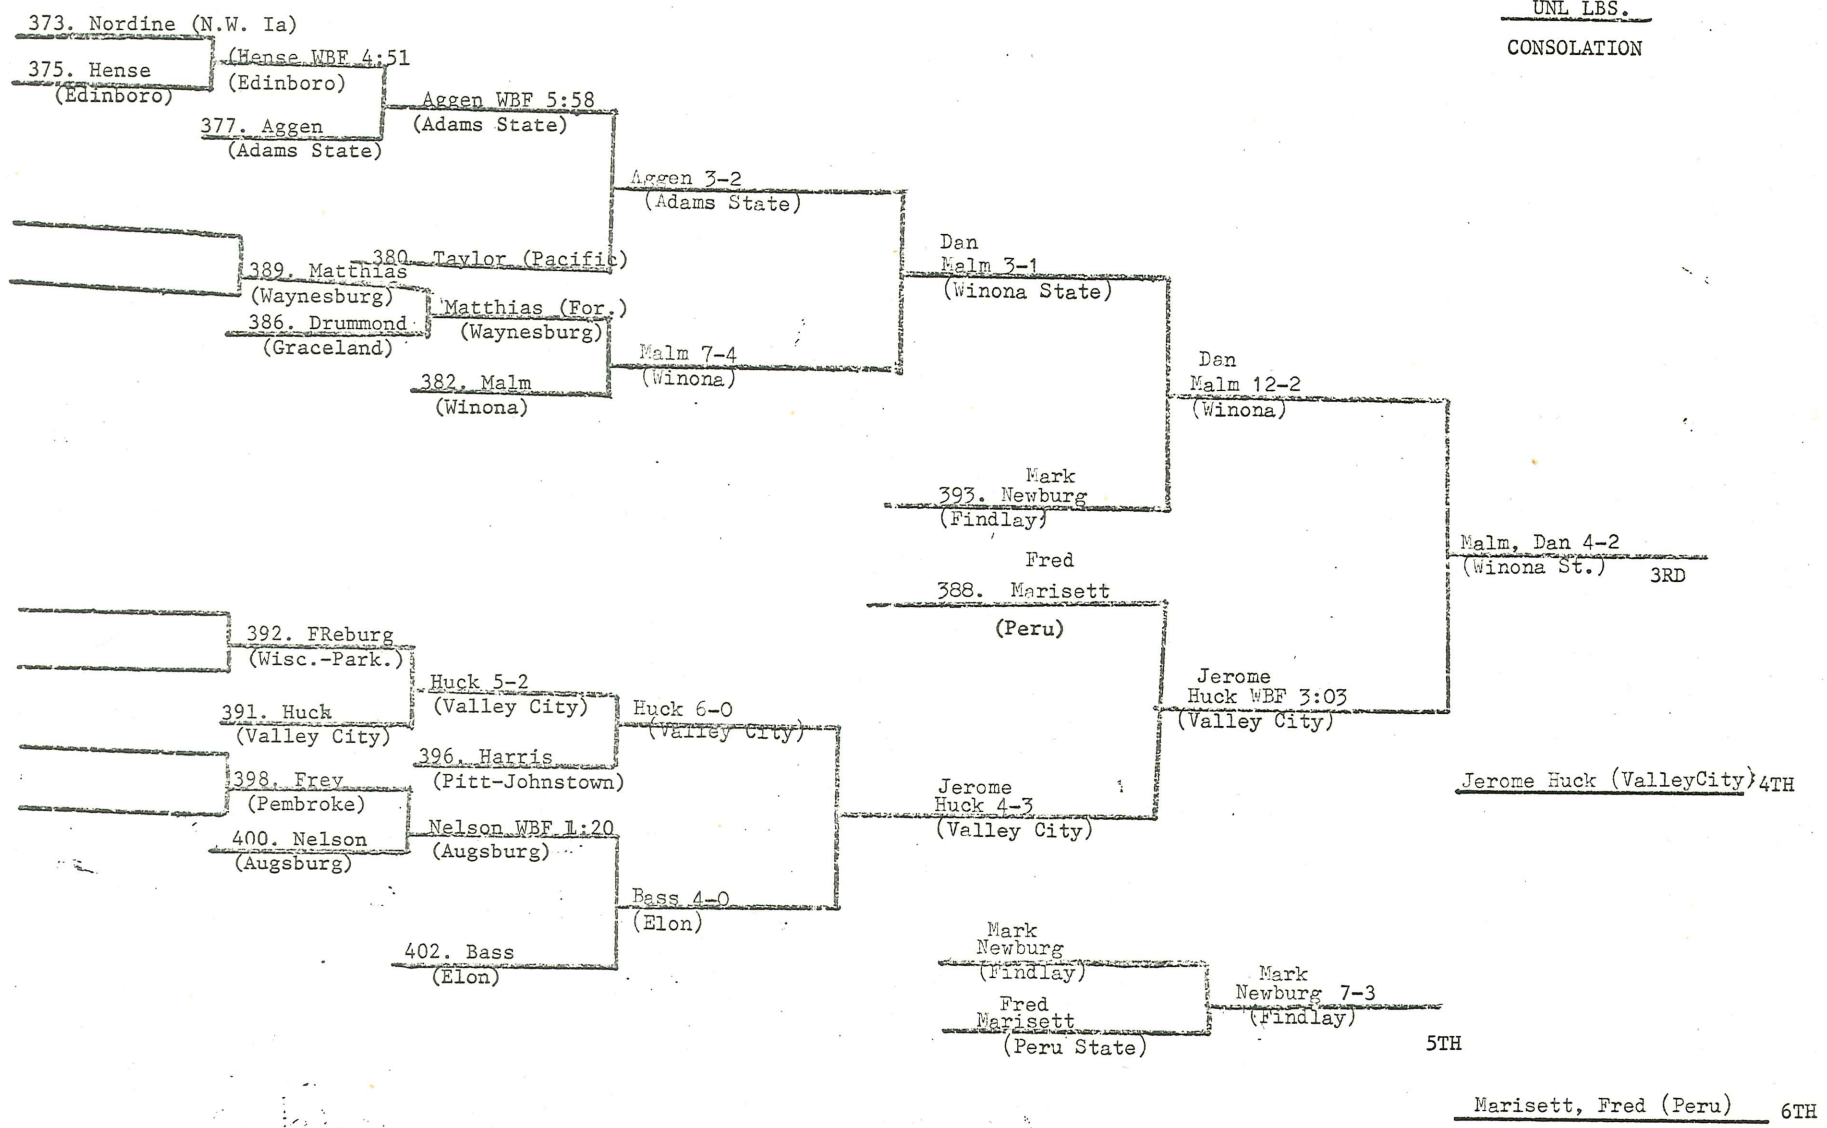 UNL LBS.
CONSOLATION
373. Nordine (N.W. Ia)
375. Hense
(Edinboro)
(Hense WBF 4:51
(Edinboro)
377. Aggen
(Adams State)
Aggen WBF 5:58
(Adams State)
380. Taylor (Pacific)
Aggen 3-2
(Adams State)
389. Matthias
(Waynesburg)
386. Drummond
(Graceland)
Matthias (For.)
(Waynesburg)
382. Malm
(Winona)
Malm 7-4
(Winona)
Dan
Malm 3-1
(Winona State)
Mark
393. Newburg
(Findlay)
Dan
Malm 12-2
(Winona)
Fred
388. Marisett
(Peru)
392. FReburg
(Wisc.-Park.)
391. Huck
(Valley City)
Huck 5-2
(Valley City)
396. Harris
(Pitt-Johnstown)
Huck 6-0
(Valley City)
398. Frey
(Pembroke)
400. Nelson
(Augsburg)
Nelson WBF 1:20
(Augsburg)
402. Bass
(Elon)
Bass 4-0
(Elon)
Jerome
Huck 4-3
(Valley City)
Jerome
Huck WBF 3:03
(Valley City)
Malm, Dan 4-2
(Winona St.)
3RD
Jerome Huck (ValleyCity) 4TH
Mark
Newburg
(Findlay)
Fred
Marisett
(Peru State)
Mark
Newburg 7-3
(Findlay)
5TH
Marisett, Fred (Peru) 6TH